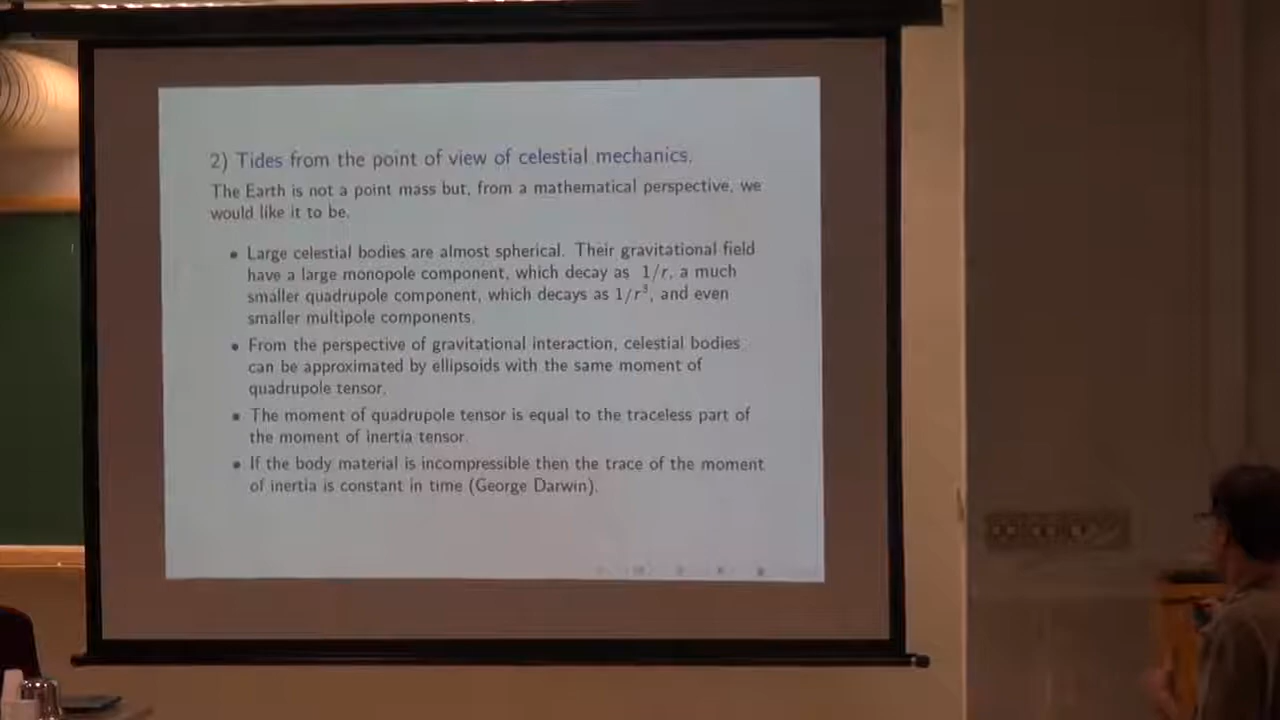 2) Tides from the point of view of celestial mechanics.
The Earth is not a point mass but, from a mathematical perspective, we
would like it to be.
• Large celestial bodies are almost spherical. Their gravitational field
have a large monopole component, which decay as 1/r, a much
smaller quadrupole component, which decays as 1/r³, and even
smaller multipole components.
• From the perspective of gravitational interaction, celestial bodies
can be approximated by ellipsoids with the same moment of
quadrupole tensor.
• The moment of quadrupole tensor is equal to the traceless part of
the moment of inertia tensor.
• If the body material is incompressible then the trace of the moment
of inertia is constant in time (George Darwin).